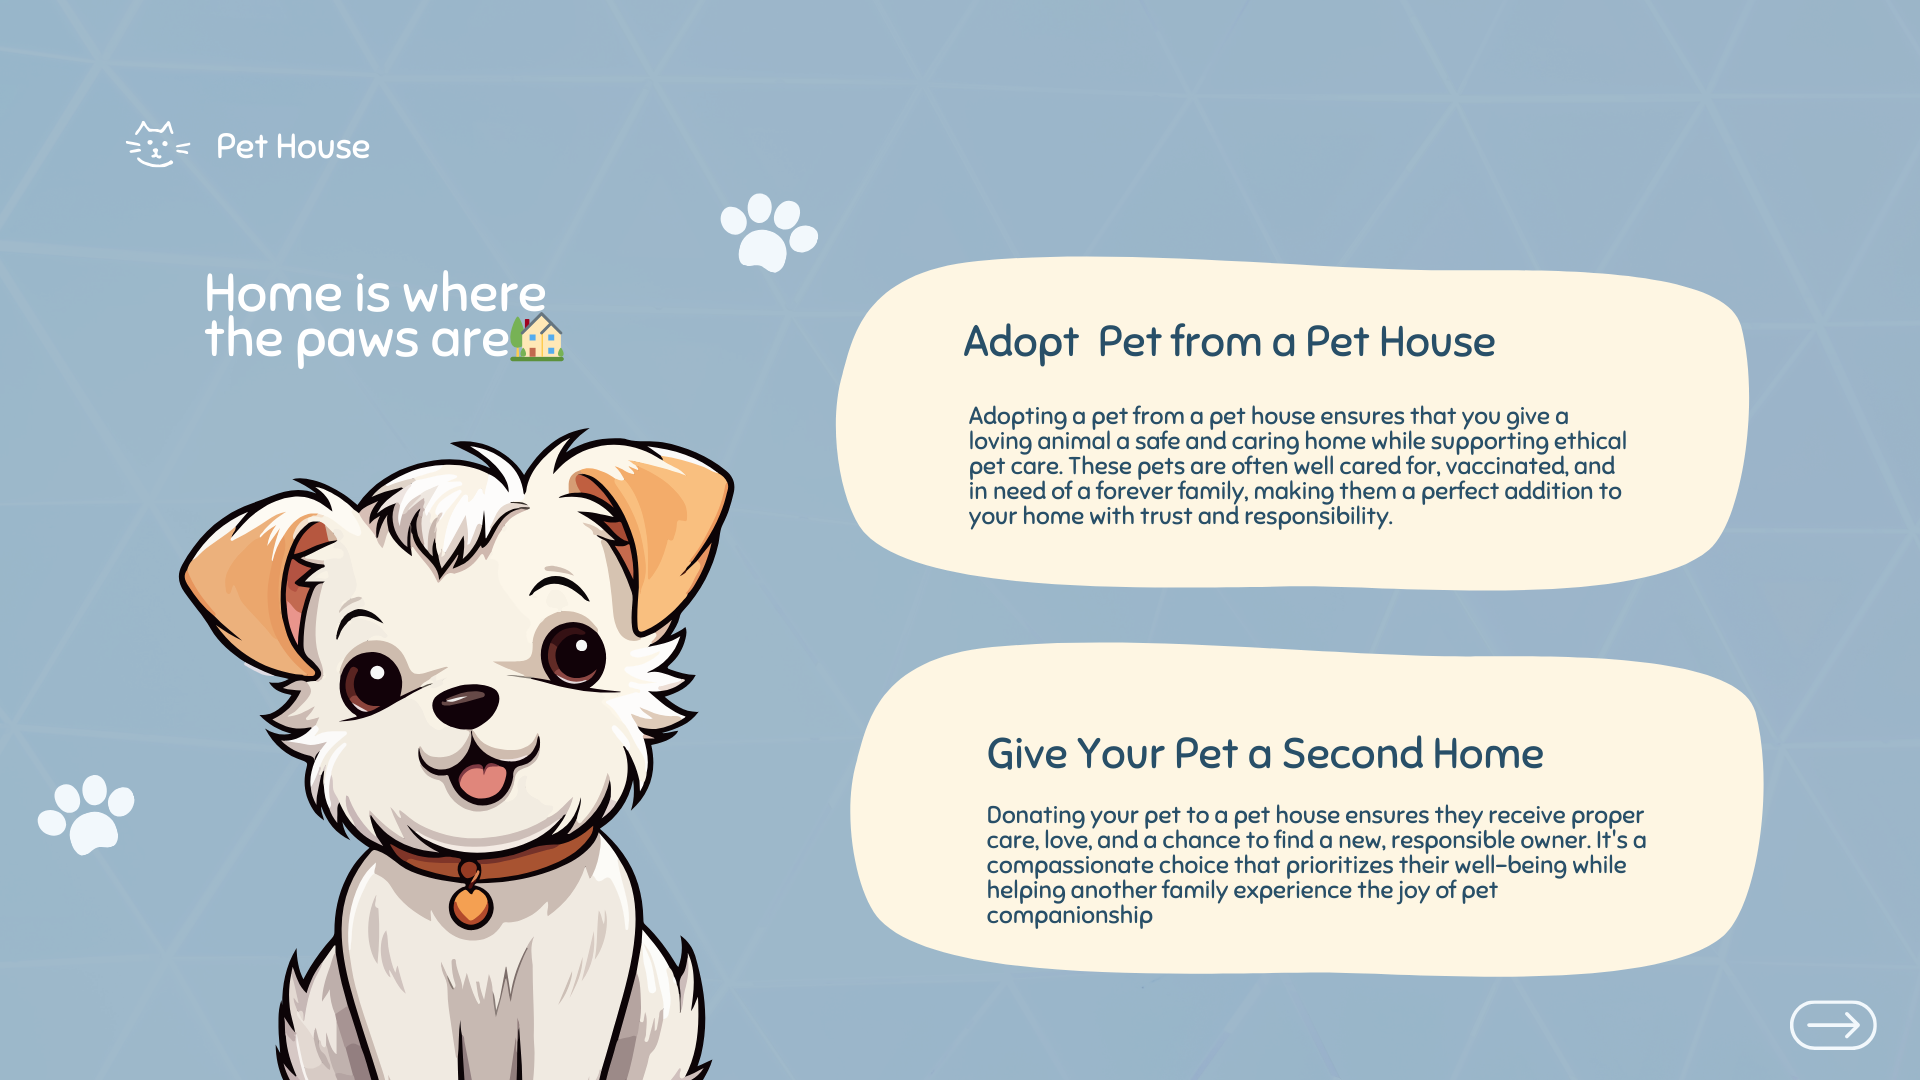 Pet House
Home is where
the paws are🏡
Adopt  Pet from a Pet House
Adopting a pet from a pet house ensures that you give a
loving animal a safe and caring home while supporting ethical
pet care. These pets are often well cared for, vaccinated, and
in need of a forever family, making them a perfect addition to
your home with trust and responsibility.
Give Your Pet a Second Home
Donating your pet to a pet house ensures they receive proper
care, love, and a chance to find a new, responsible owner. It's a
compassionate choice that prioritizes their well-being while
helping another family experience the joy of pet
companionship